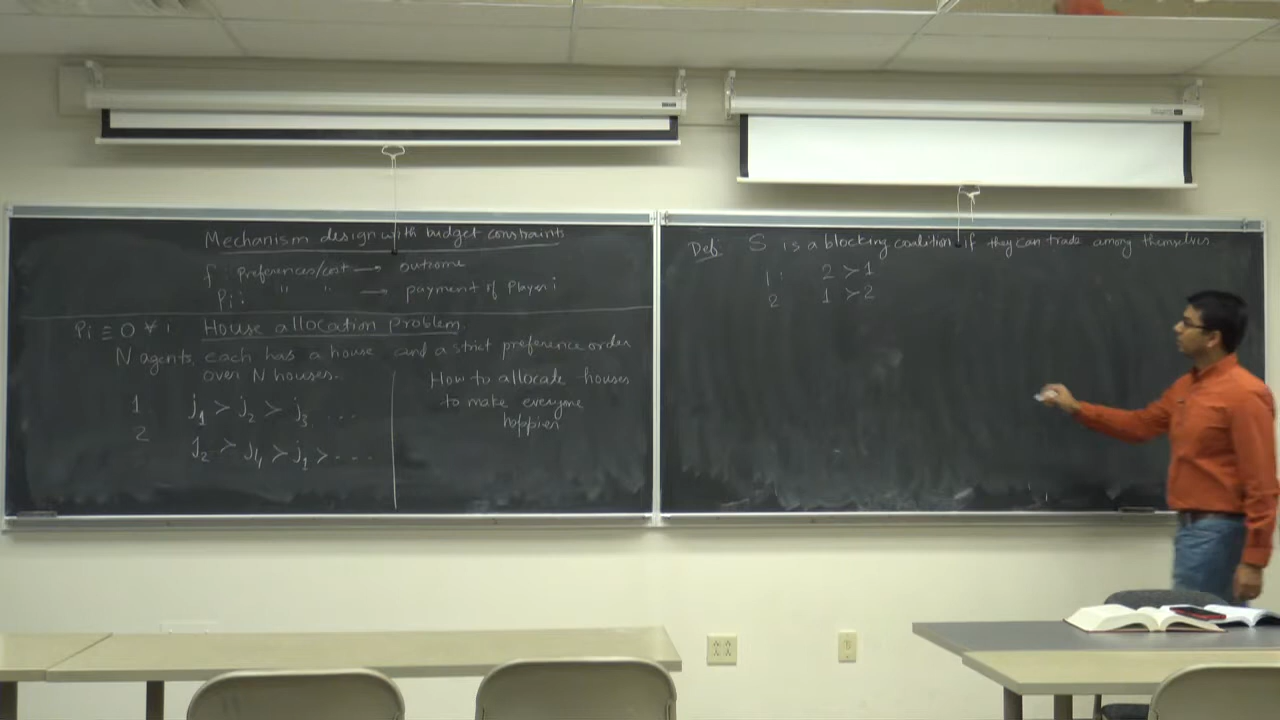 Mechanism design with budget constraints
f : Preferences/cost → outcome
Pi: " " → payment of Player i
Pi ≡ 0 ∀ i House allocation problem
N agents, each has a house and a strict preference order
over N houses.
1 j1 > j2 > j3 ...
2 j2 > j4 > j1 > ...
How to allocate houses
to make everyone
happier
Def: S is a blocking coalition if they can trade among themselves
1: 2 > 1
2 1 > 2